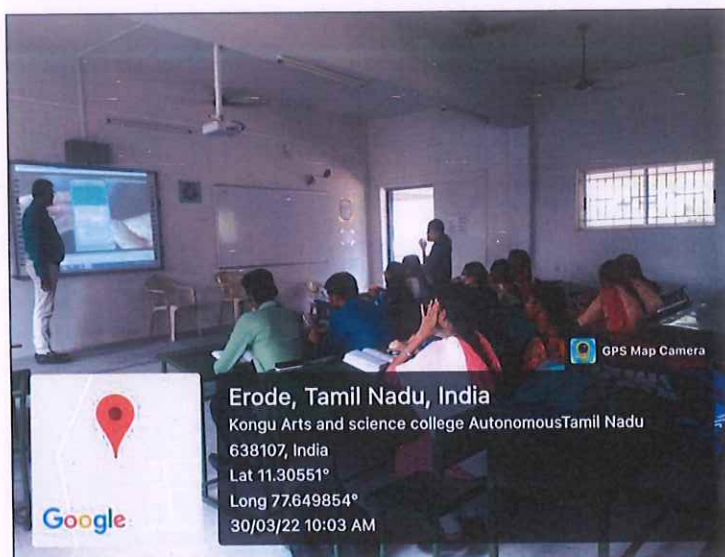 GPS Map Camera
Erode, Tamil Nadu, India
Kongu Arts and science college AutonomousTamil Nadu
638107, India
Lat 11.30551°
Long 77.649854°
30/03/22 10:03 AM
Google